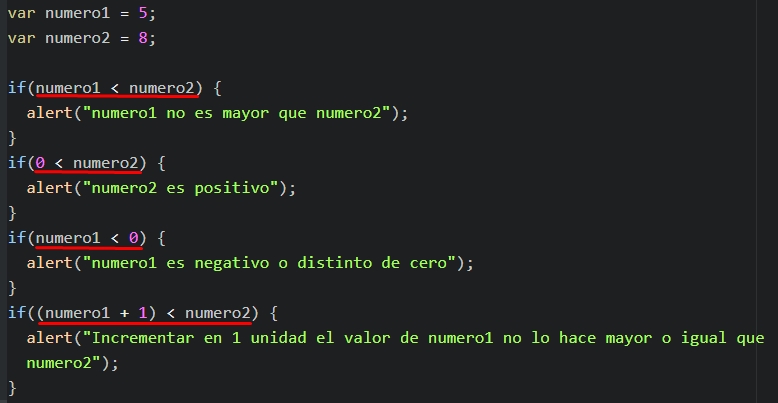 var numero1 = 5;
var numero2 = 8;

if(numero1 < numero2) {
  alert("numero1 no es mayor que numero2");
}
if(0 < numero2) {
  alert("numero2 es positivo");
}
if(numero1 < 0) {
  alert("numero1 es negativo o distinto de cero");
}
if((numero1 + 1) < numero2) {
  alert("Incrementar en 1 unidad el valor de numero1 no lo hace mayor o igual que
  numero2");
}